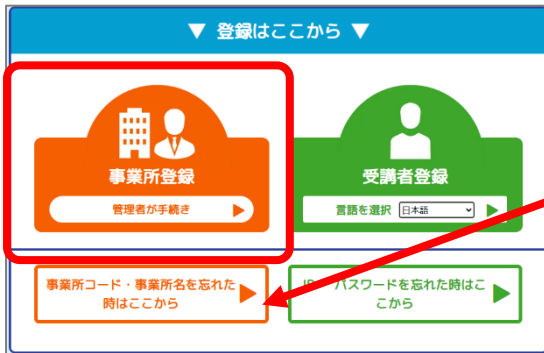 ▼ 登録はここから ▼
事業所登録
受講者登録
管理者が手続き
言語を選択 日本語
事業所コード・事業所名を忘れた
時はここから
パスワードを忘れた時はこ
こから